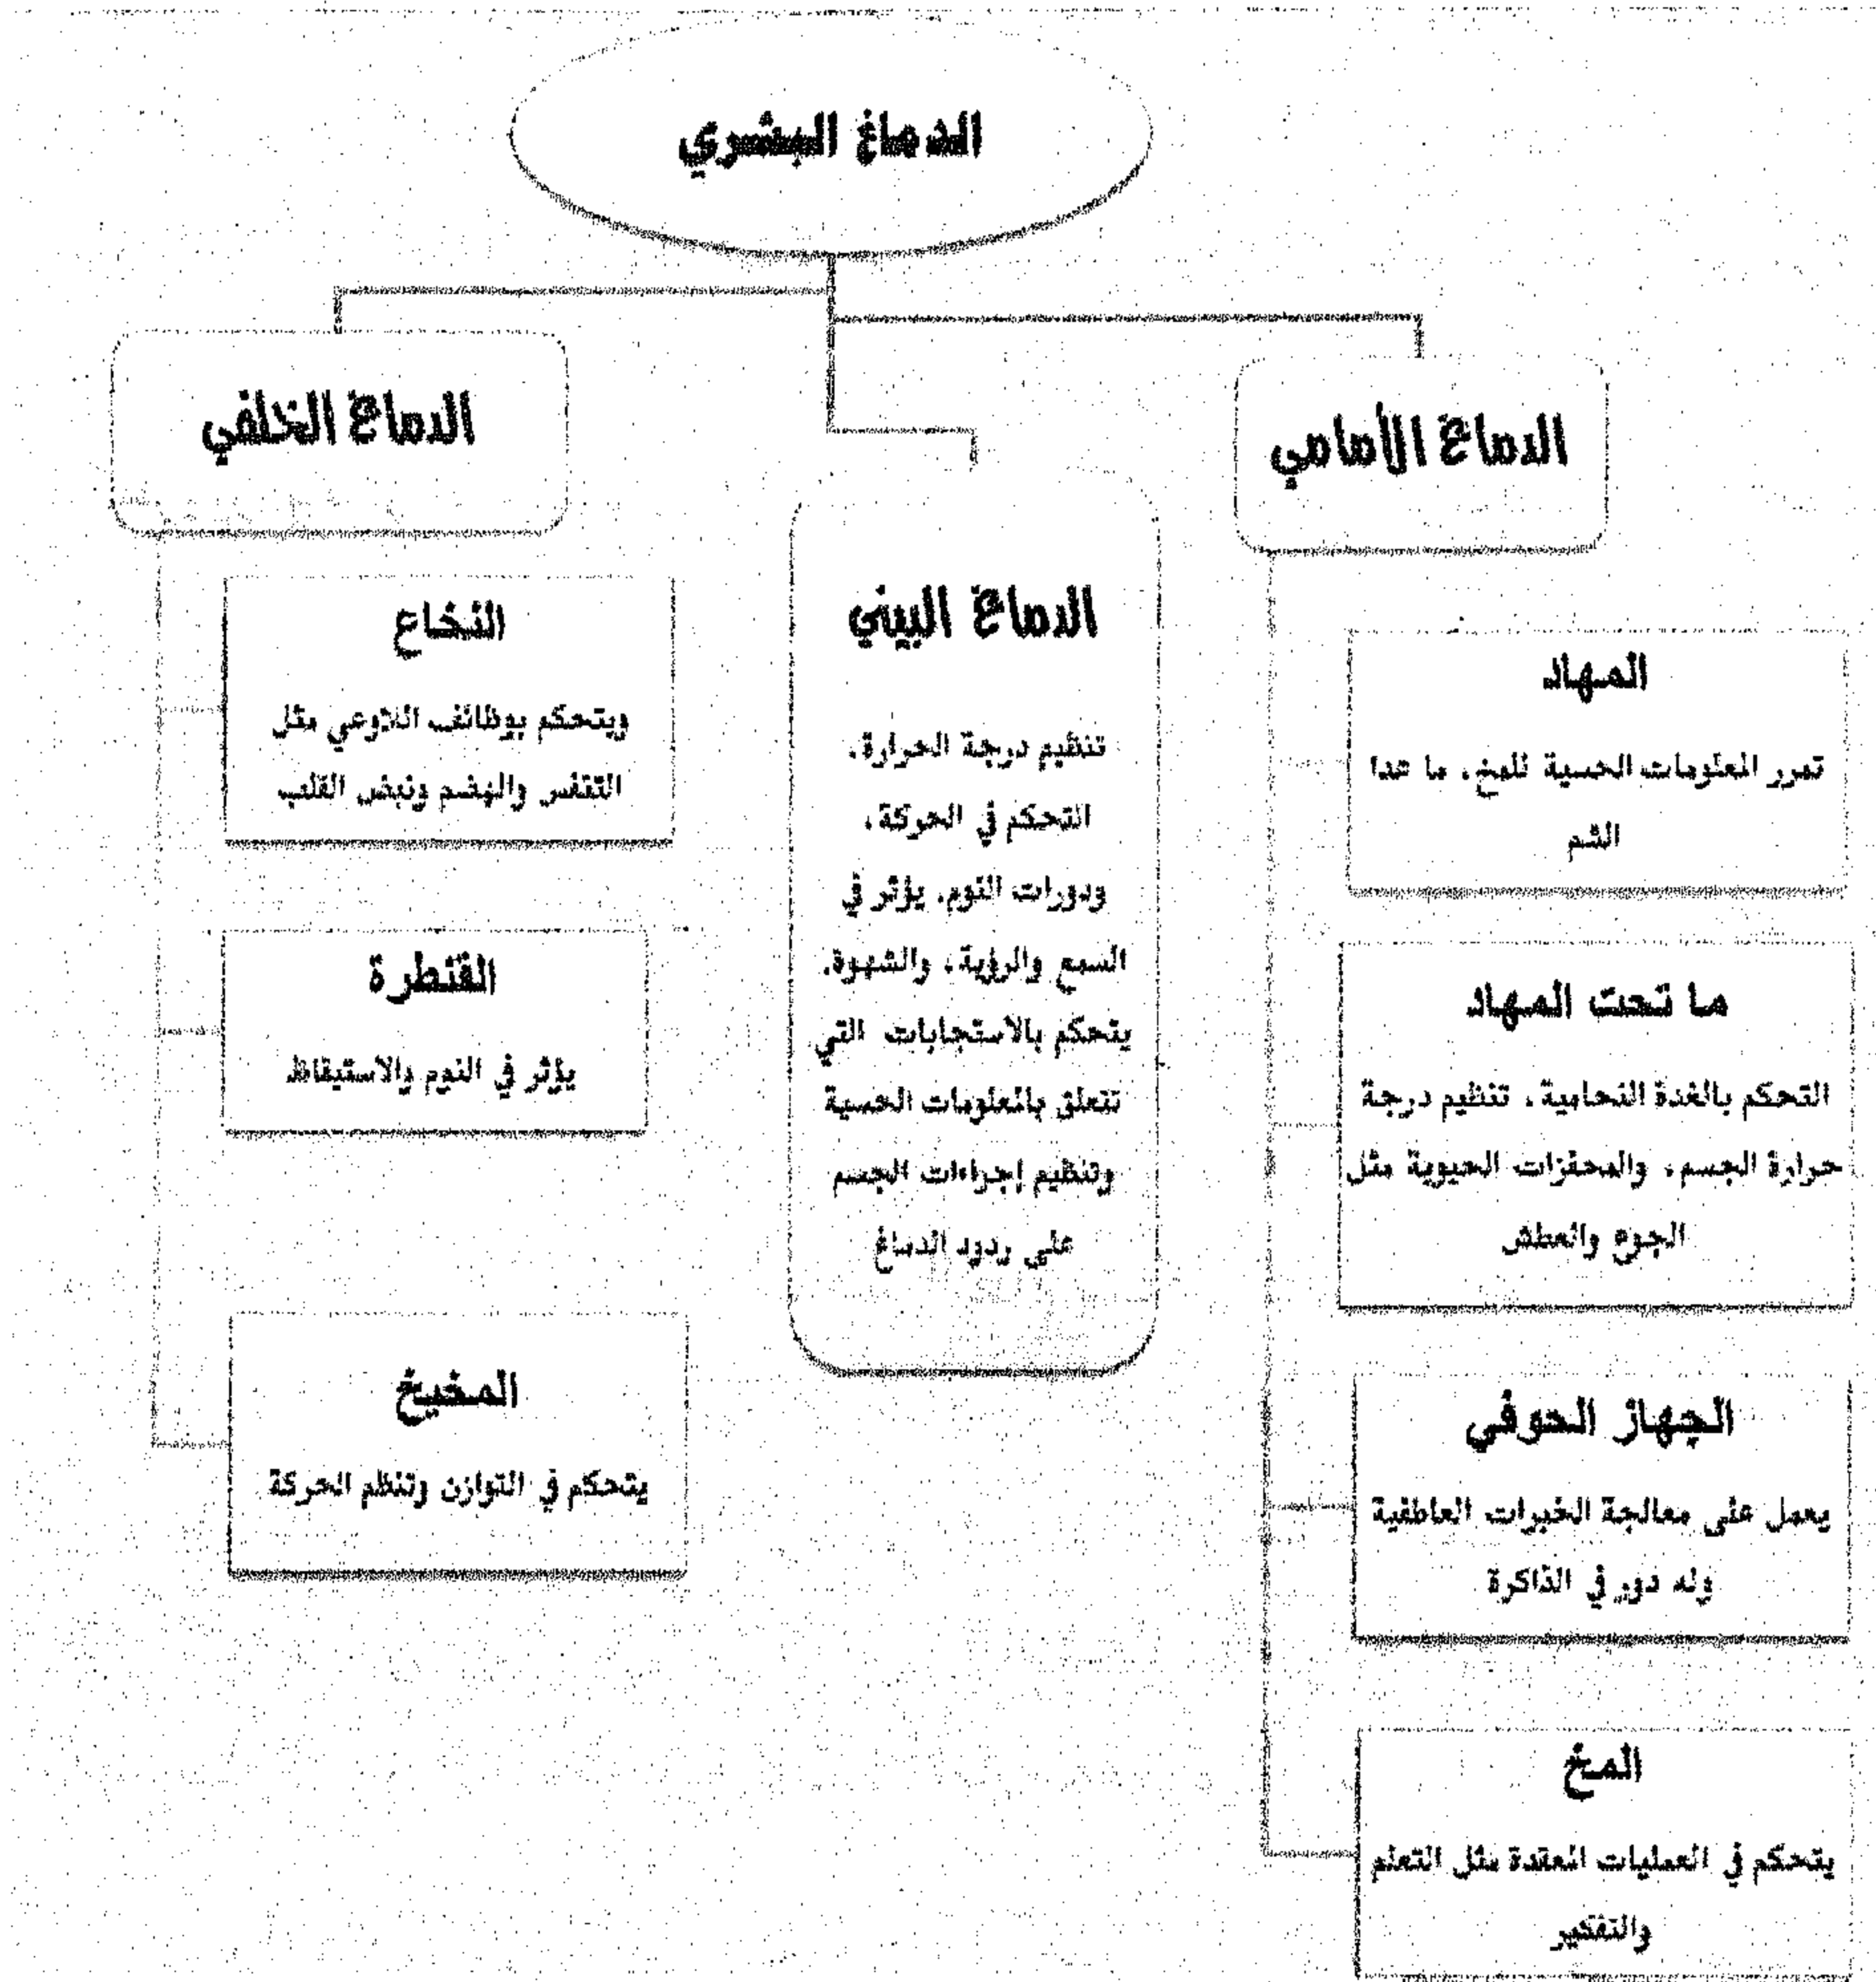 الدماغ البشري
الدماغ الأمامي
المهاد
تمرر المعلومات الحسية للمخ، ما عدا
الشم
ما تحت المهاد
التحكم بالغدة النخامية، تنظيم درجة
حرارة الجسم، والمحفزات الحيوية مثل
الجوع والعطش
الجهاز الحوفي
يعمل على معالجة الخبرات العاطفية
وله دور في الذاكرة
المخ
يتحكم في العمليات المعقدة مثل التعلم
والتفكير
الدماغ البيني
تنظيم درجة الحرارة،
التحكم في الحركة،
ودورات النوم. يؤثر في
السمع والرؤية، والشهوة.
يتحكم بالاستجابات التي
تتعلق بالمعلومات الحسية
وتنظيم إجراءات الجسم
على ردود الدماغ
الدماغ الخلفي
النخاع
ويتحكم بوظائف اللاوعي مثل
التنفس والهضم ونبض القلب
القنطرة
يؤثر في النوم والاستيقاظ
المخيخ
يتحكم في التوازن وتنظم الحركة